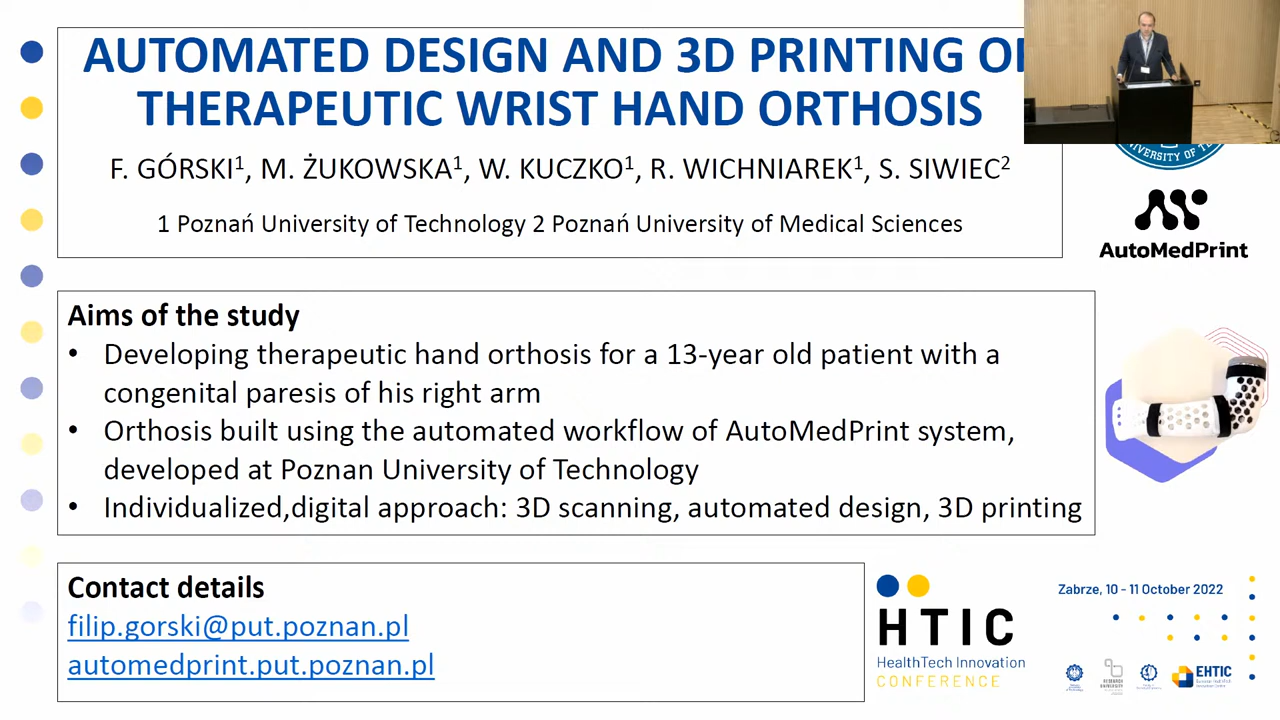 AUTOMATED DESIGN AND 3D PRINTING O
THERAPEUTIC WRIST HAND ORTHOSIS
F. GÓRSKI¹, M. ŻUKOWSKA¹, W. KUCZKO¹, R. WICHNIAREK¹, S. SIWIEC²
1 Poznań University of Technology 2 Poznań University of Medical Sciences
AutoMedPrint
Aims of the study
• Developing therapeutic hand orthosis for a 13-year old patient with a
congenital paresis of his right arm
• Orthosis built using the automated workflow of AutoMedPrint system,
developed at Poznan University of Technology
• Individualized,digital approach: 3D scanning, automated design, 3D printing
Contact details
filip.gorski@put.poznan.pl
automedprint.put.poznan.pl
HTIC
HealthTech Innovation
CONFERENCE
Zabrze, 10 - 11 October 2022
EHTIC